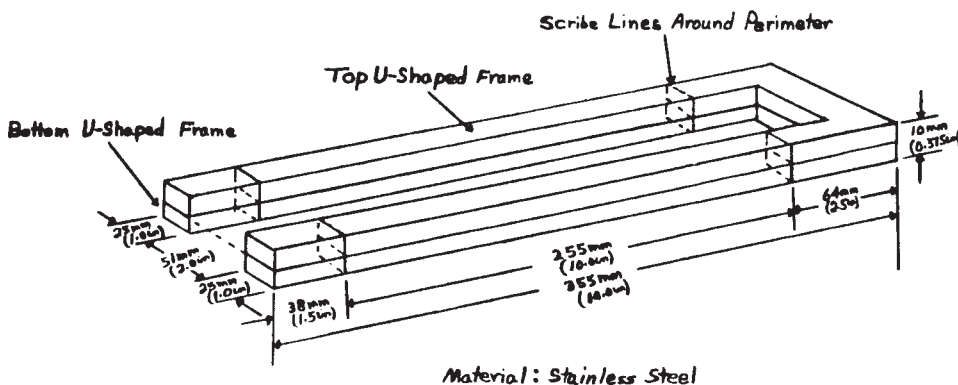 Scribe Lines Around Perimeter
Top U-Shaped Frame
Bottom U-Shaped Frame
10mm
(0.375in)
64mm
(2.5in)
25mm
(1.0in)
51mm
(2.0in)
25mm
(1.0in)
38mm
(1.5in)
255mm
(10.0in)
355mm
(14.0in)
Material: Stainless Steel